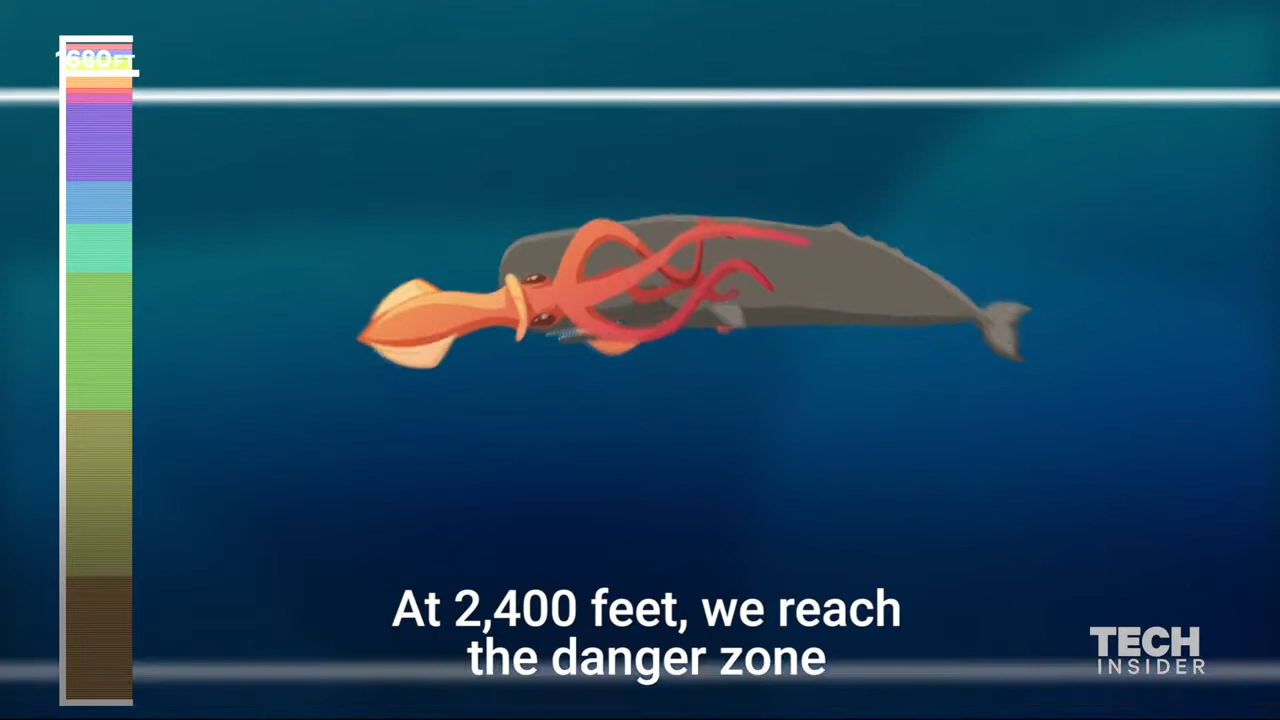 1680FT
At 2,400 feet, we reach
the danger zone
TECH
INSIDER